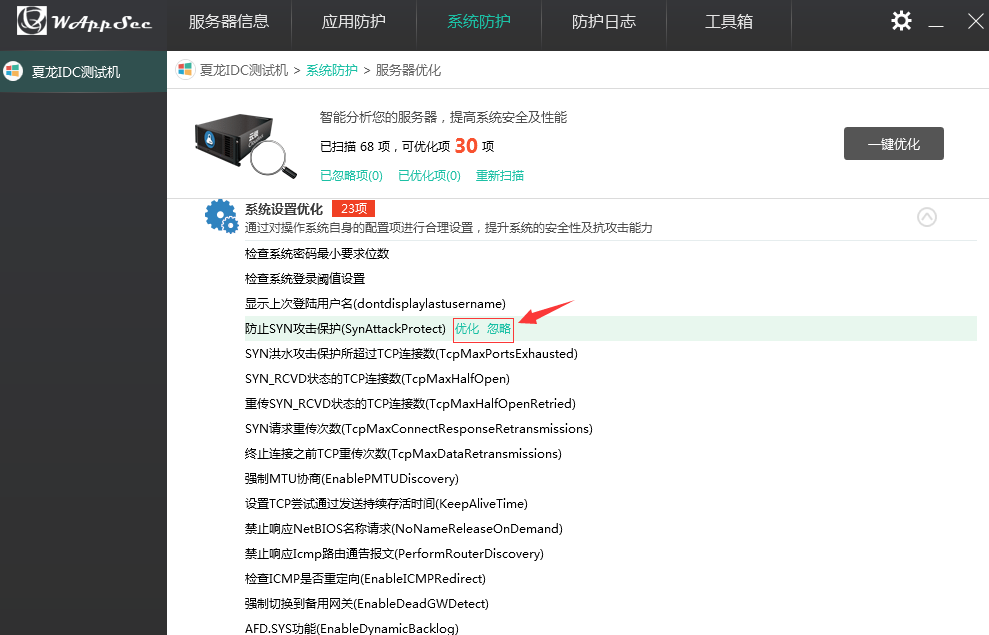 WAppSec
服务器信息
应用防护
系统防护
防护日志
工具箱
夏龙IDC测试机
夏龙IDC测试机 > 系统防护 > 服务器优化
智能分析您的服务器，提高系统安全及性能
已扫描 68 项，可优化项 30 项
一键优化
已忽略项(0) 已优化项(0) 重新扫描
系统设置优化 23项
通过对操作系统自身的配置项进行合理设置，提升系统的安全性及抗攻击能力
检查系统密码最小要求位数
检查系统登录阈值设置
显示上次登陆用户名(dontdisplaylastusername)
防止SYN攻击保护(SynAttackProtect) 优化 忽略
SYN洪水攻击保护所超过TCP连接数(TcpMaxPortsExhausted)
SYN_RCVD状态的TCP连接数(TcpMaxHalfOpen)
重传SYN_RCVD状态的TCP连接数(TcpMaxHalfOpenRetried)
SYN请求重传次数(TcpMaxConnectResponseRetransmissions)
终止连接之前TCP重传次数(TcpMaxDataRetransmissions)
强制MTU协商(EnablePMTUDiscovery)
设置TCP尝试通过发送持续存活时间(KeepAliveTime)
禁止响应NetBIOS名称请求(NoNameReleaseOnDemand)
禁止响应Icmp路由通告报文(PerformRouterDiscovery)
检查ICMP是否重定向(EnableICMPRedirect)
强制切换到备用网关(EnableDeadGWDetect)
AFD.SYS功能(EnableDynamicBacklog)